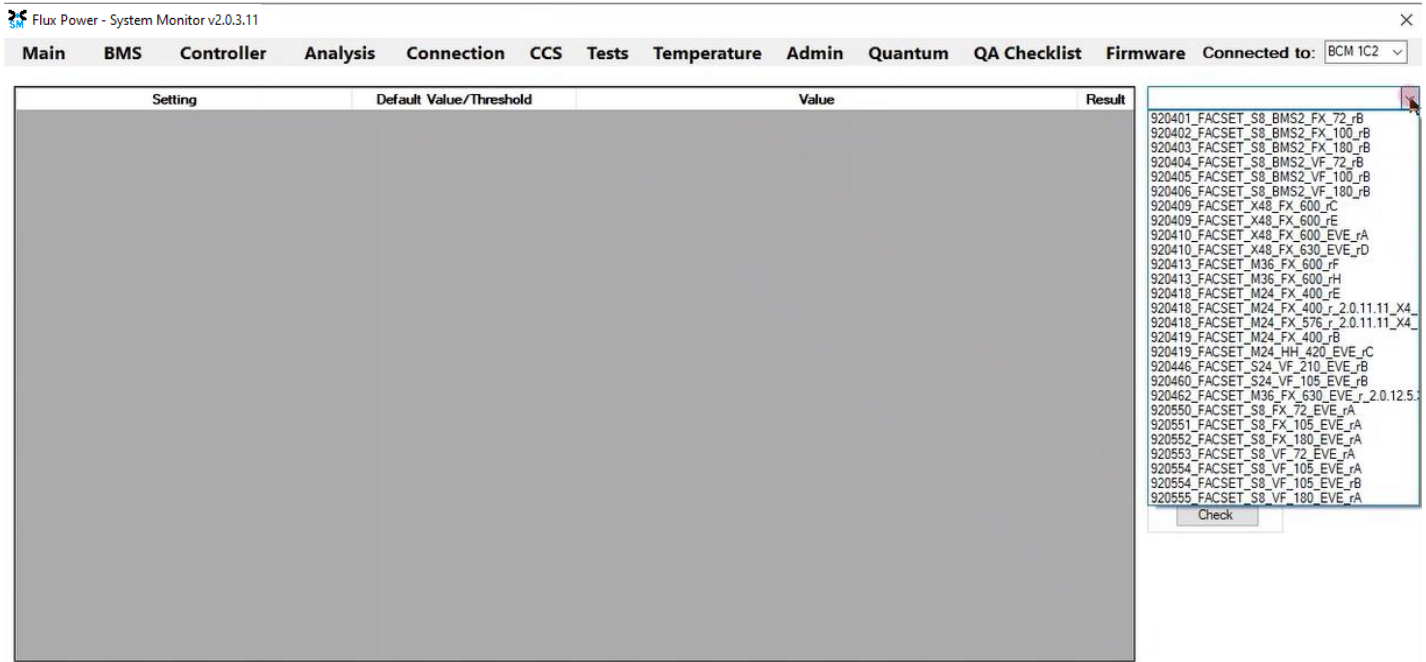 Flux Power - System Monitor v2.0.3.11
Main BMS Controller Analysis Connection CCS Tests Temperature Admin Quantum QA Checklist Firmware Connected to: BCM 1C2
Setting Default Value/Threshold Value Result
920401_FACSET_S8_BMS2_FX_72_rB
920402_FACSET_S8_BMS2_FX_100_rB
920403_FACSET_S8_BMS2_FX_180_rB
920404_FACSET_S8_BMS2_VF_72_rB
920405_FACSET_S8_BMS2_VF_100_rB
920406_FACSET_S8_BMS2_VF_180_rB
920409_FACSET_X48_FX_600_rC
920409_FACSET_X48_FX_600_rE
920410_FACSET_X48_FX_600_EVE_rA
920410_FACSET_X48_FX_630_EVE_rD
920413_FACSET_M36_FX_600_rF
920413_FACSET_M36_FX_600_rH
920418_FACSET_M24_FX_400_rE
920418_FACSET_M24_FX_400_r_2.0.11.11_X4_
920418_FACSET_M24_FX_576_r_2.0.11.11_X4_
920419_FACSET_M24_FX_400_rB
920419_FACSET_M24_HH_420_EVE_rC
920446_FACSET_S24_VF_210_EVE_rB
920460_FACSET_S24_VF_105_EVE_rB
920462_FACSET_M36_FX_630_EVE_r_2.0.12.5.
920550_FACSET_S8_FX_72_EVE_rA
920551_FACSET_S8_FX_105_EVE_rA
920552_FACSET_S8_FX_180_EVE_rA
920553_FACSET_S8_VF_72_EVE_rA
920554_FACSET_S8_VF_105_EVE_rA
920554_FACSET_S8_VF_105_EVE_rB
920555_FACSET_S8_VF_180_EVE_rA
Check